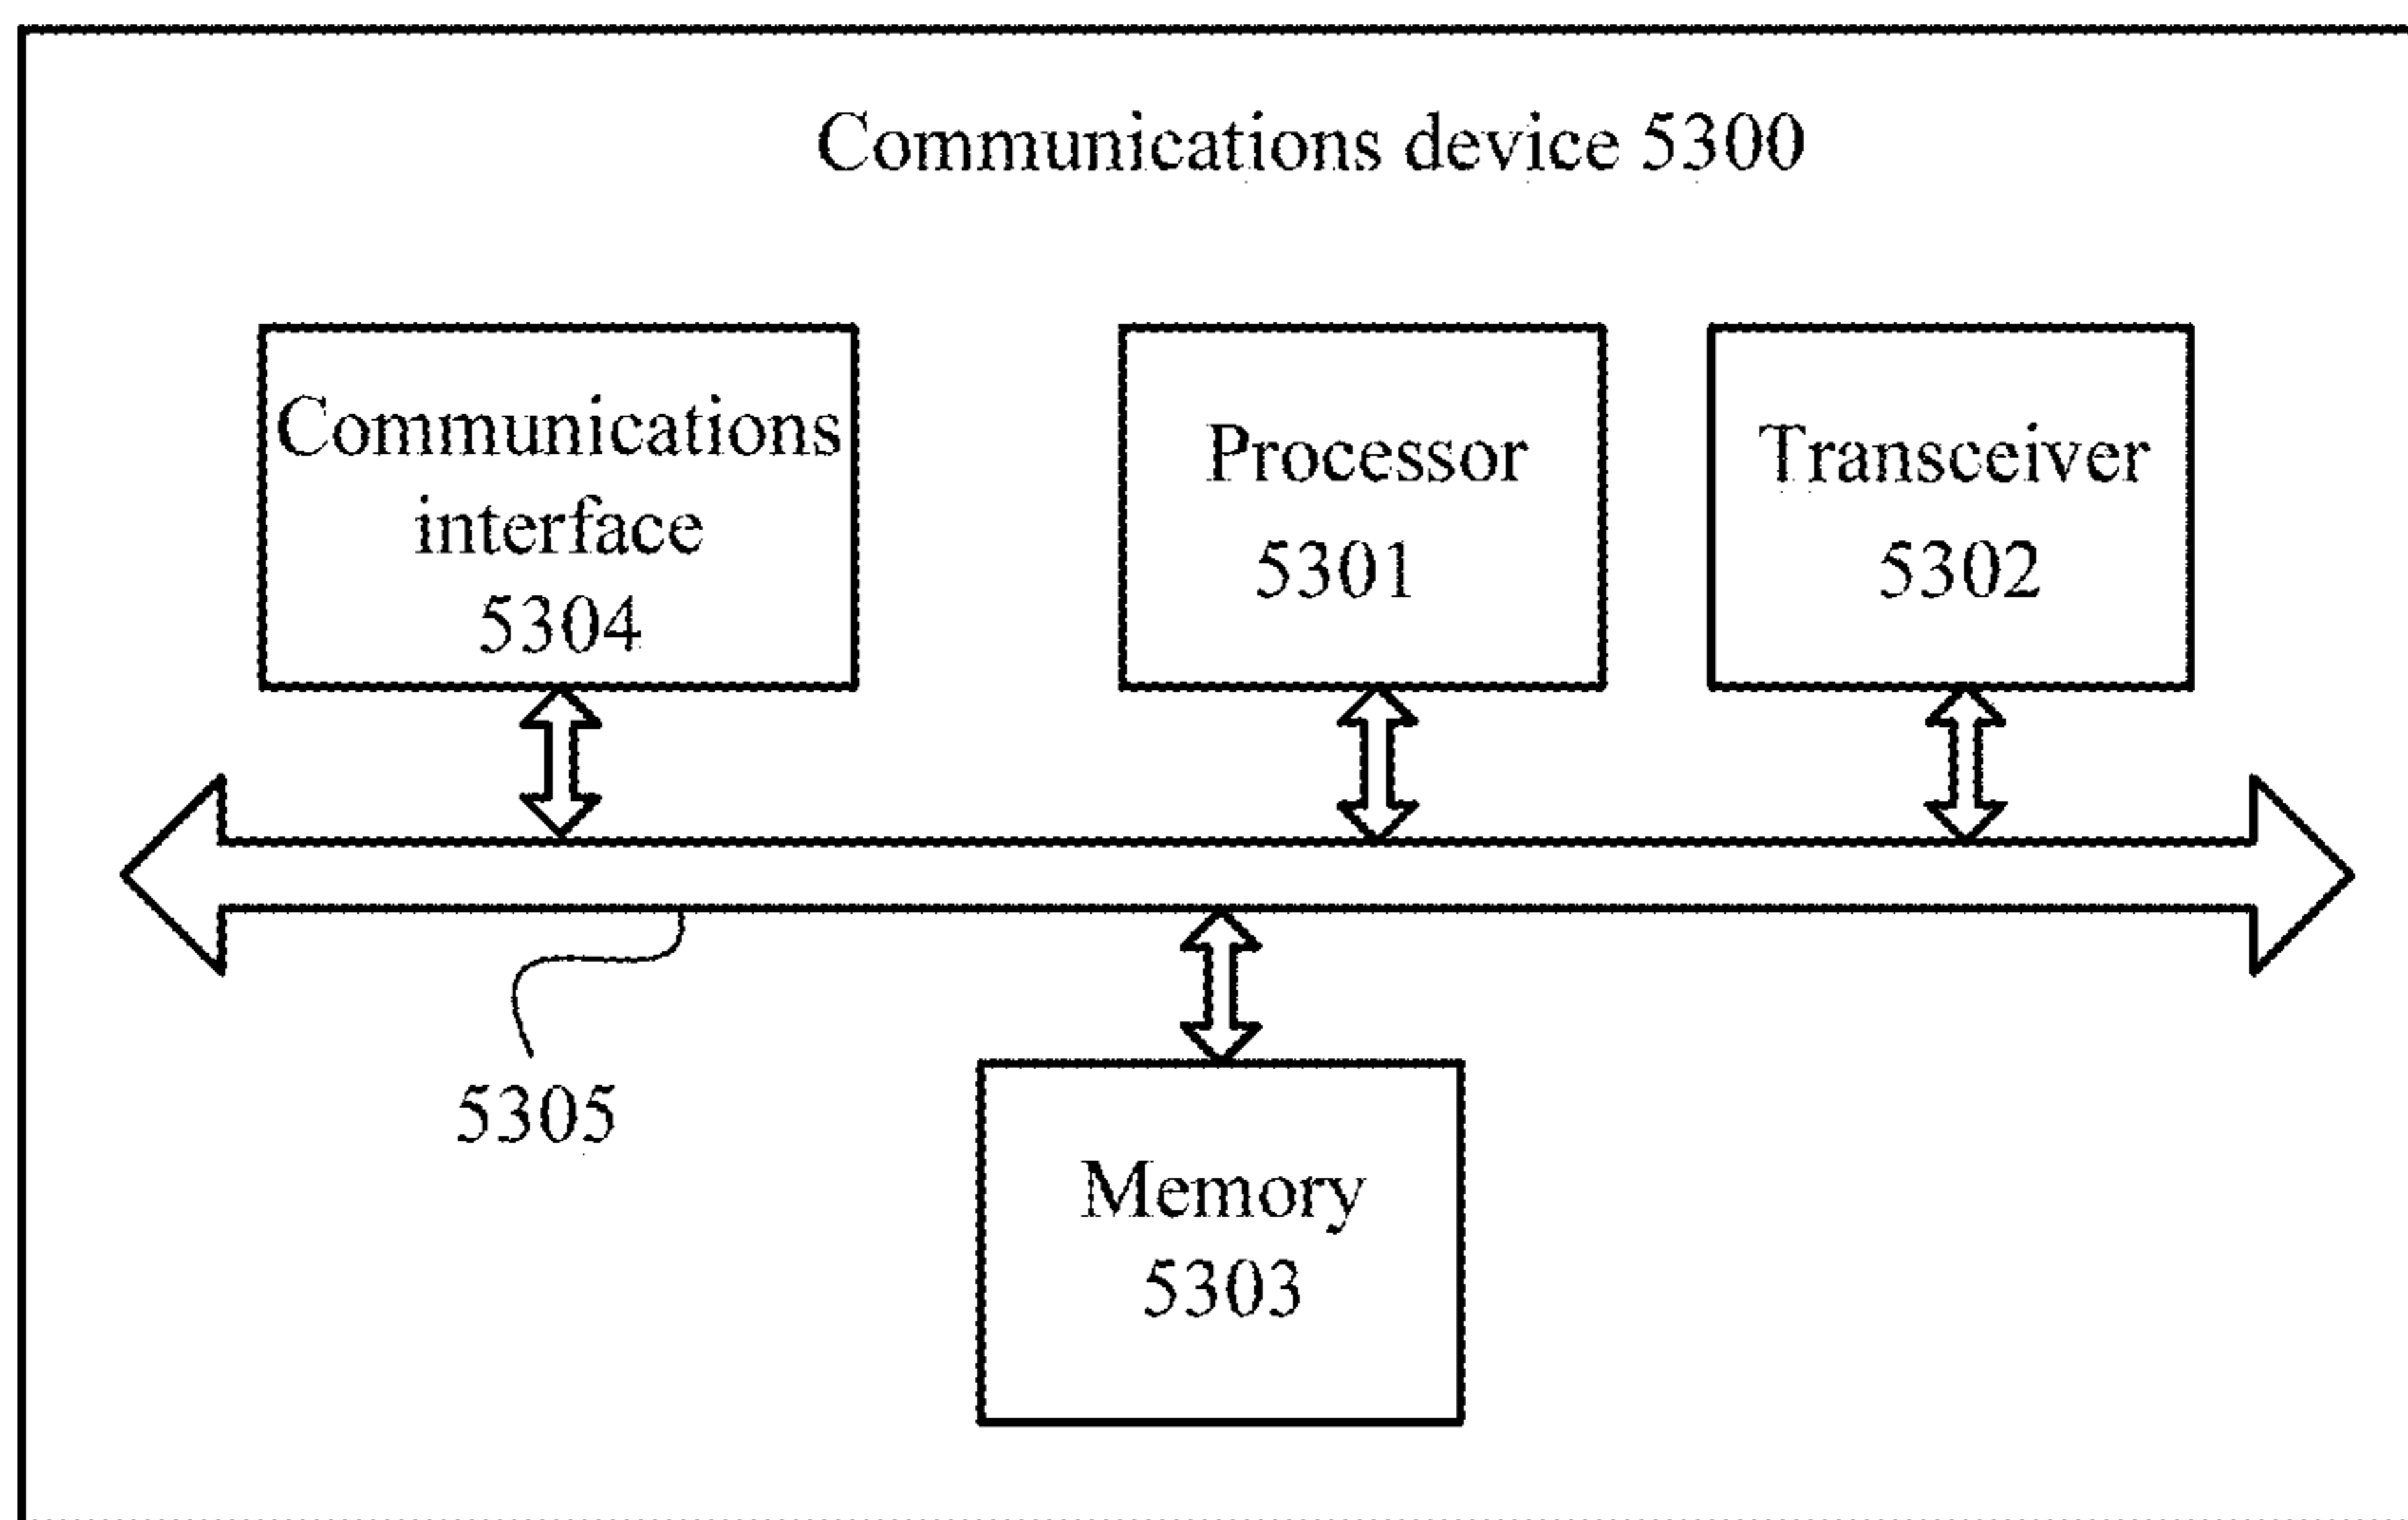 Communications device 5300
Communications
interface
5304
Processor
5301
Transceiver
5302
5305
Memory
5303